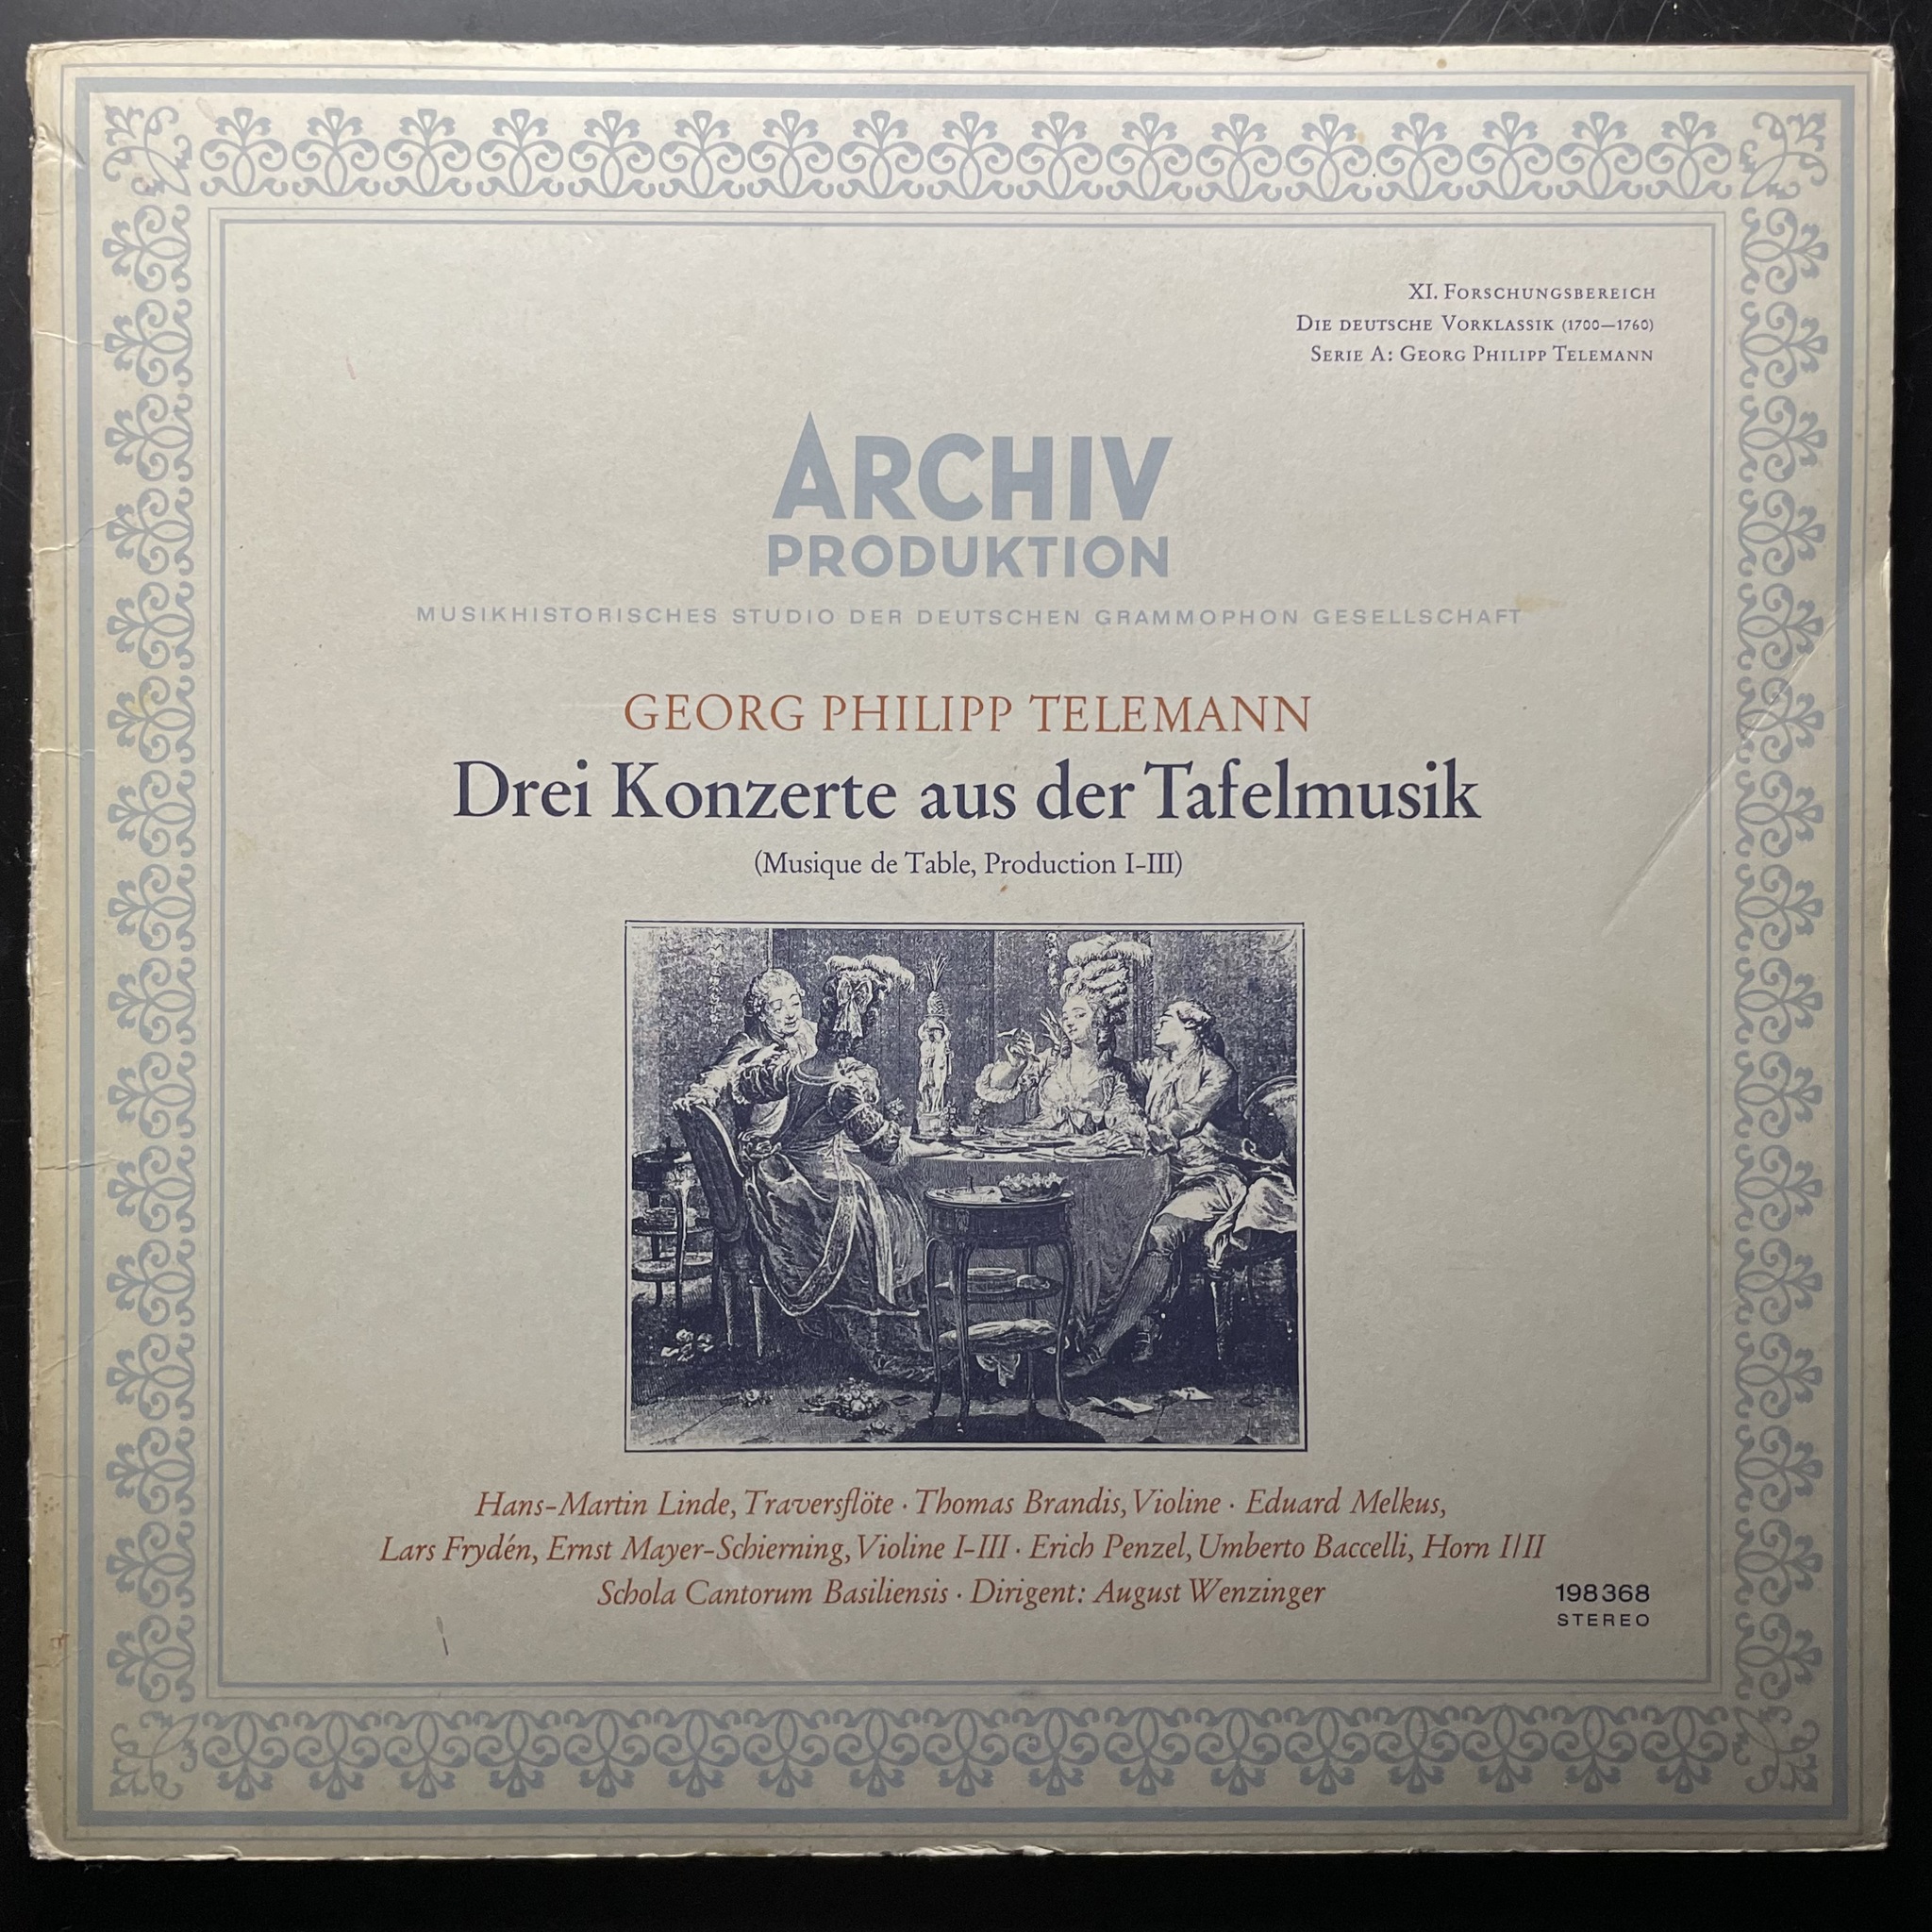 XI. FORSCHUNGSBEREICH
DIE DEUTSCHE VORKLASSIK (1700—1760)
SERIE A: GEORG PHILIPP TELEMANN
ARCHIV
PRODUKTION
MUSIKHISTORISCHES STUDIO DER DEUTSCHEN GRAMMOPHON GESELLSCHAFT
GEORG PHILIPP TELEMANN
Drei Konzerte aus der Tafelmusik
(Musique de Table, Production I-III)
Hans-Martin Linde, Traversflöte · Thomas Brandis, Violine · Eduard Melkus,
Lars Frydén, Ernst Mayer-Schierning, Violine I-III · Erich Penzel, Umberto Baccelli, Horn I/II
Schola Cantorum Basiliensis · Dirigent: August Wenzinger
198368
STEREO